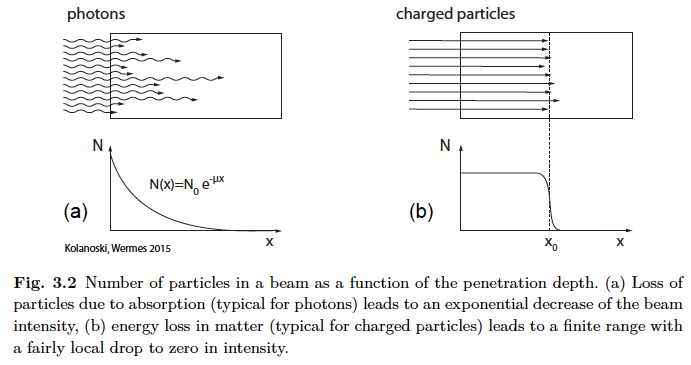 photons
charged particles
N
N(x)=N₀ e^-μx
(a)
x
Kolanoski, Wermes 2015
N
(b)
x₀
x
Fig. 3.2 Number of particles in a beam as a function of the penetration depth. (a) Loss of
particles due to absorption (typical for photons) leads to an exponential decrease of the beam
intensity, (b) energy loss in matter (typical for charged particles) leads to a finite range with
a fairly local drop to zero in intensity.